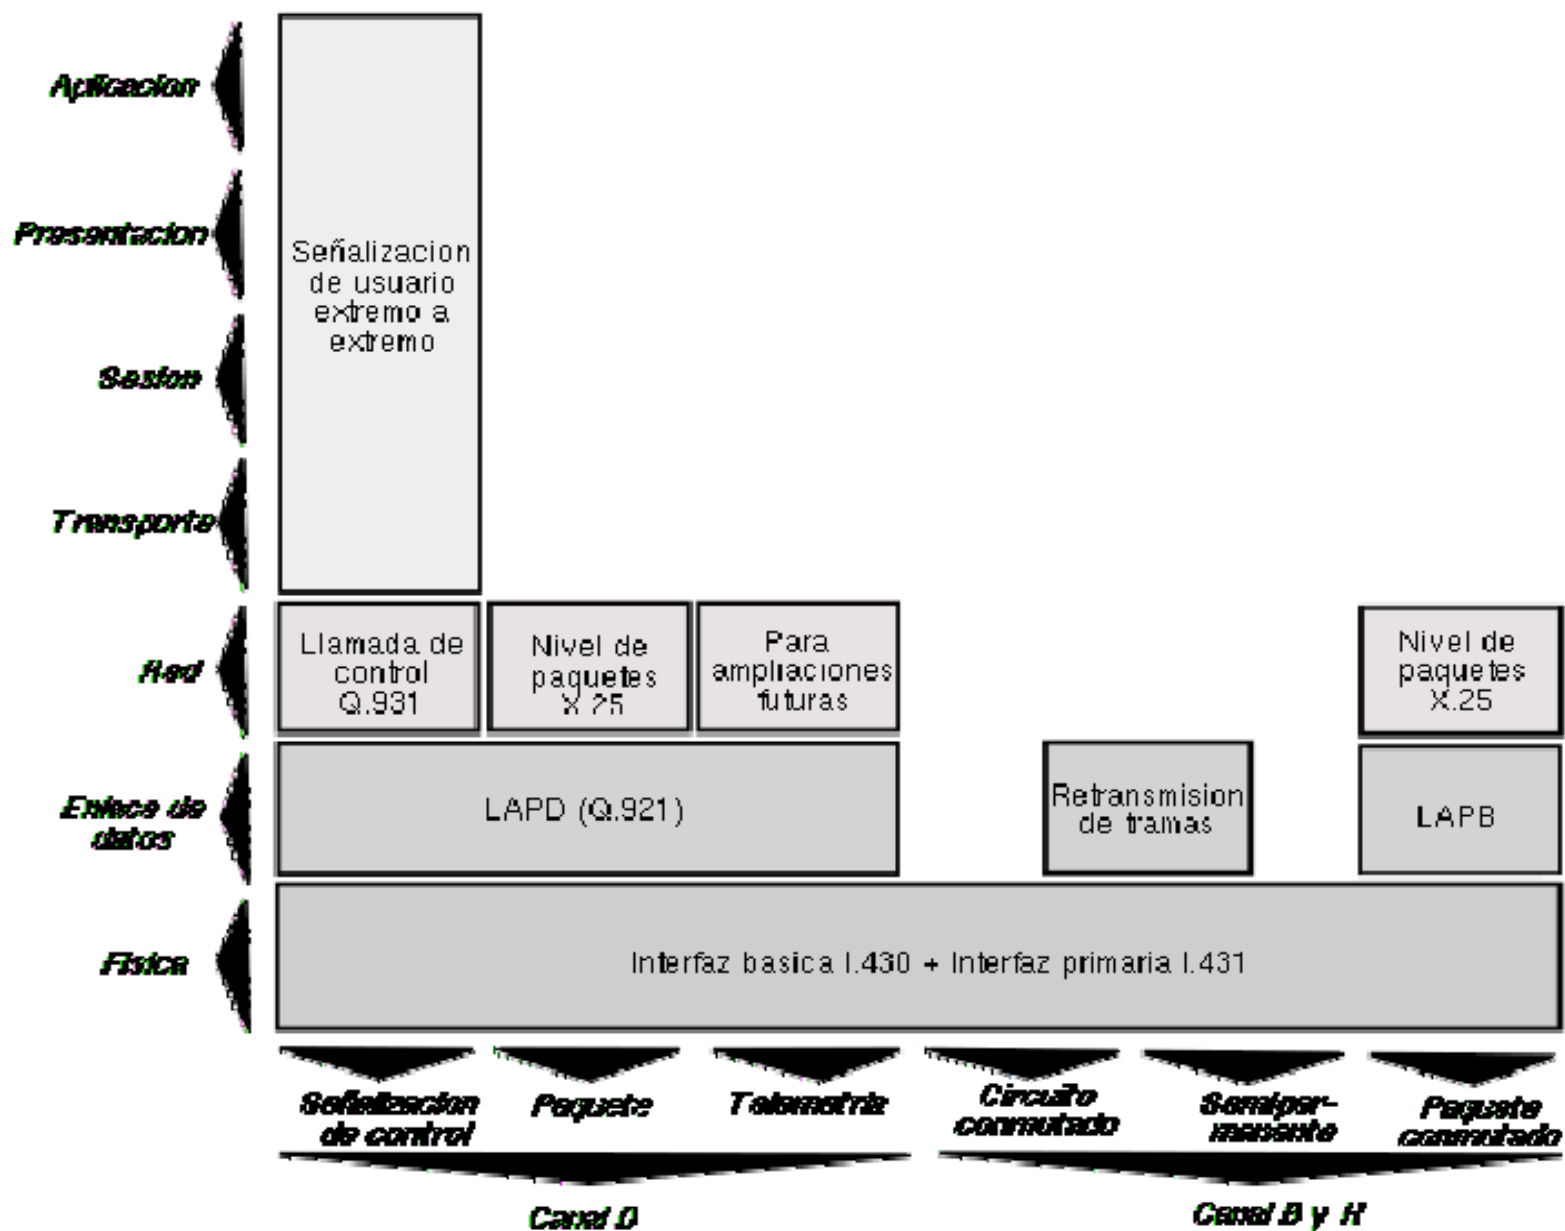 Aplicacion
Presentacion
Sesion
Transporte
Red
Enlace de
datos
Fisica
Señalizacion
de usuario
extremo a
extremo
Llamada de
control
Q.931
Nivel de
paquetes
X.25
Para
ampliaciones
futuras
Nivel de
paquetes
X.25
LAPD (Q.921)
Retransmision
de tramas
LAPB
Interfaz basica I.430 + Interfaz primaria I.431
Señalizacion
de control
Paquete
Telemetria
Circuito
conmutado
Semiper-
manente
Paquete
conmutado
Canal D
Canal B y H